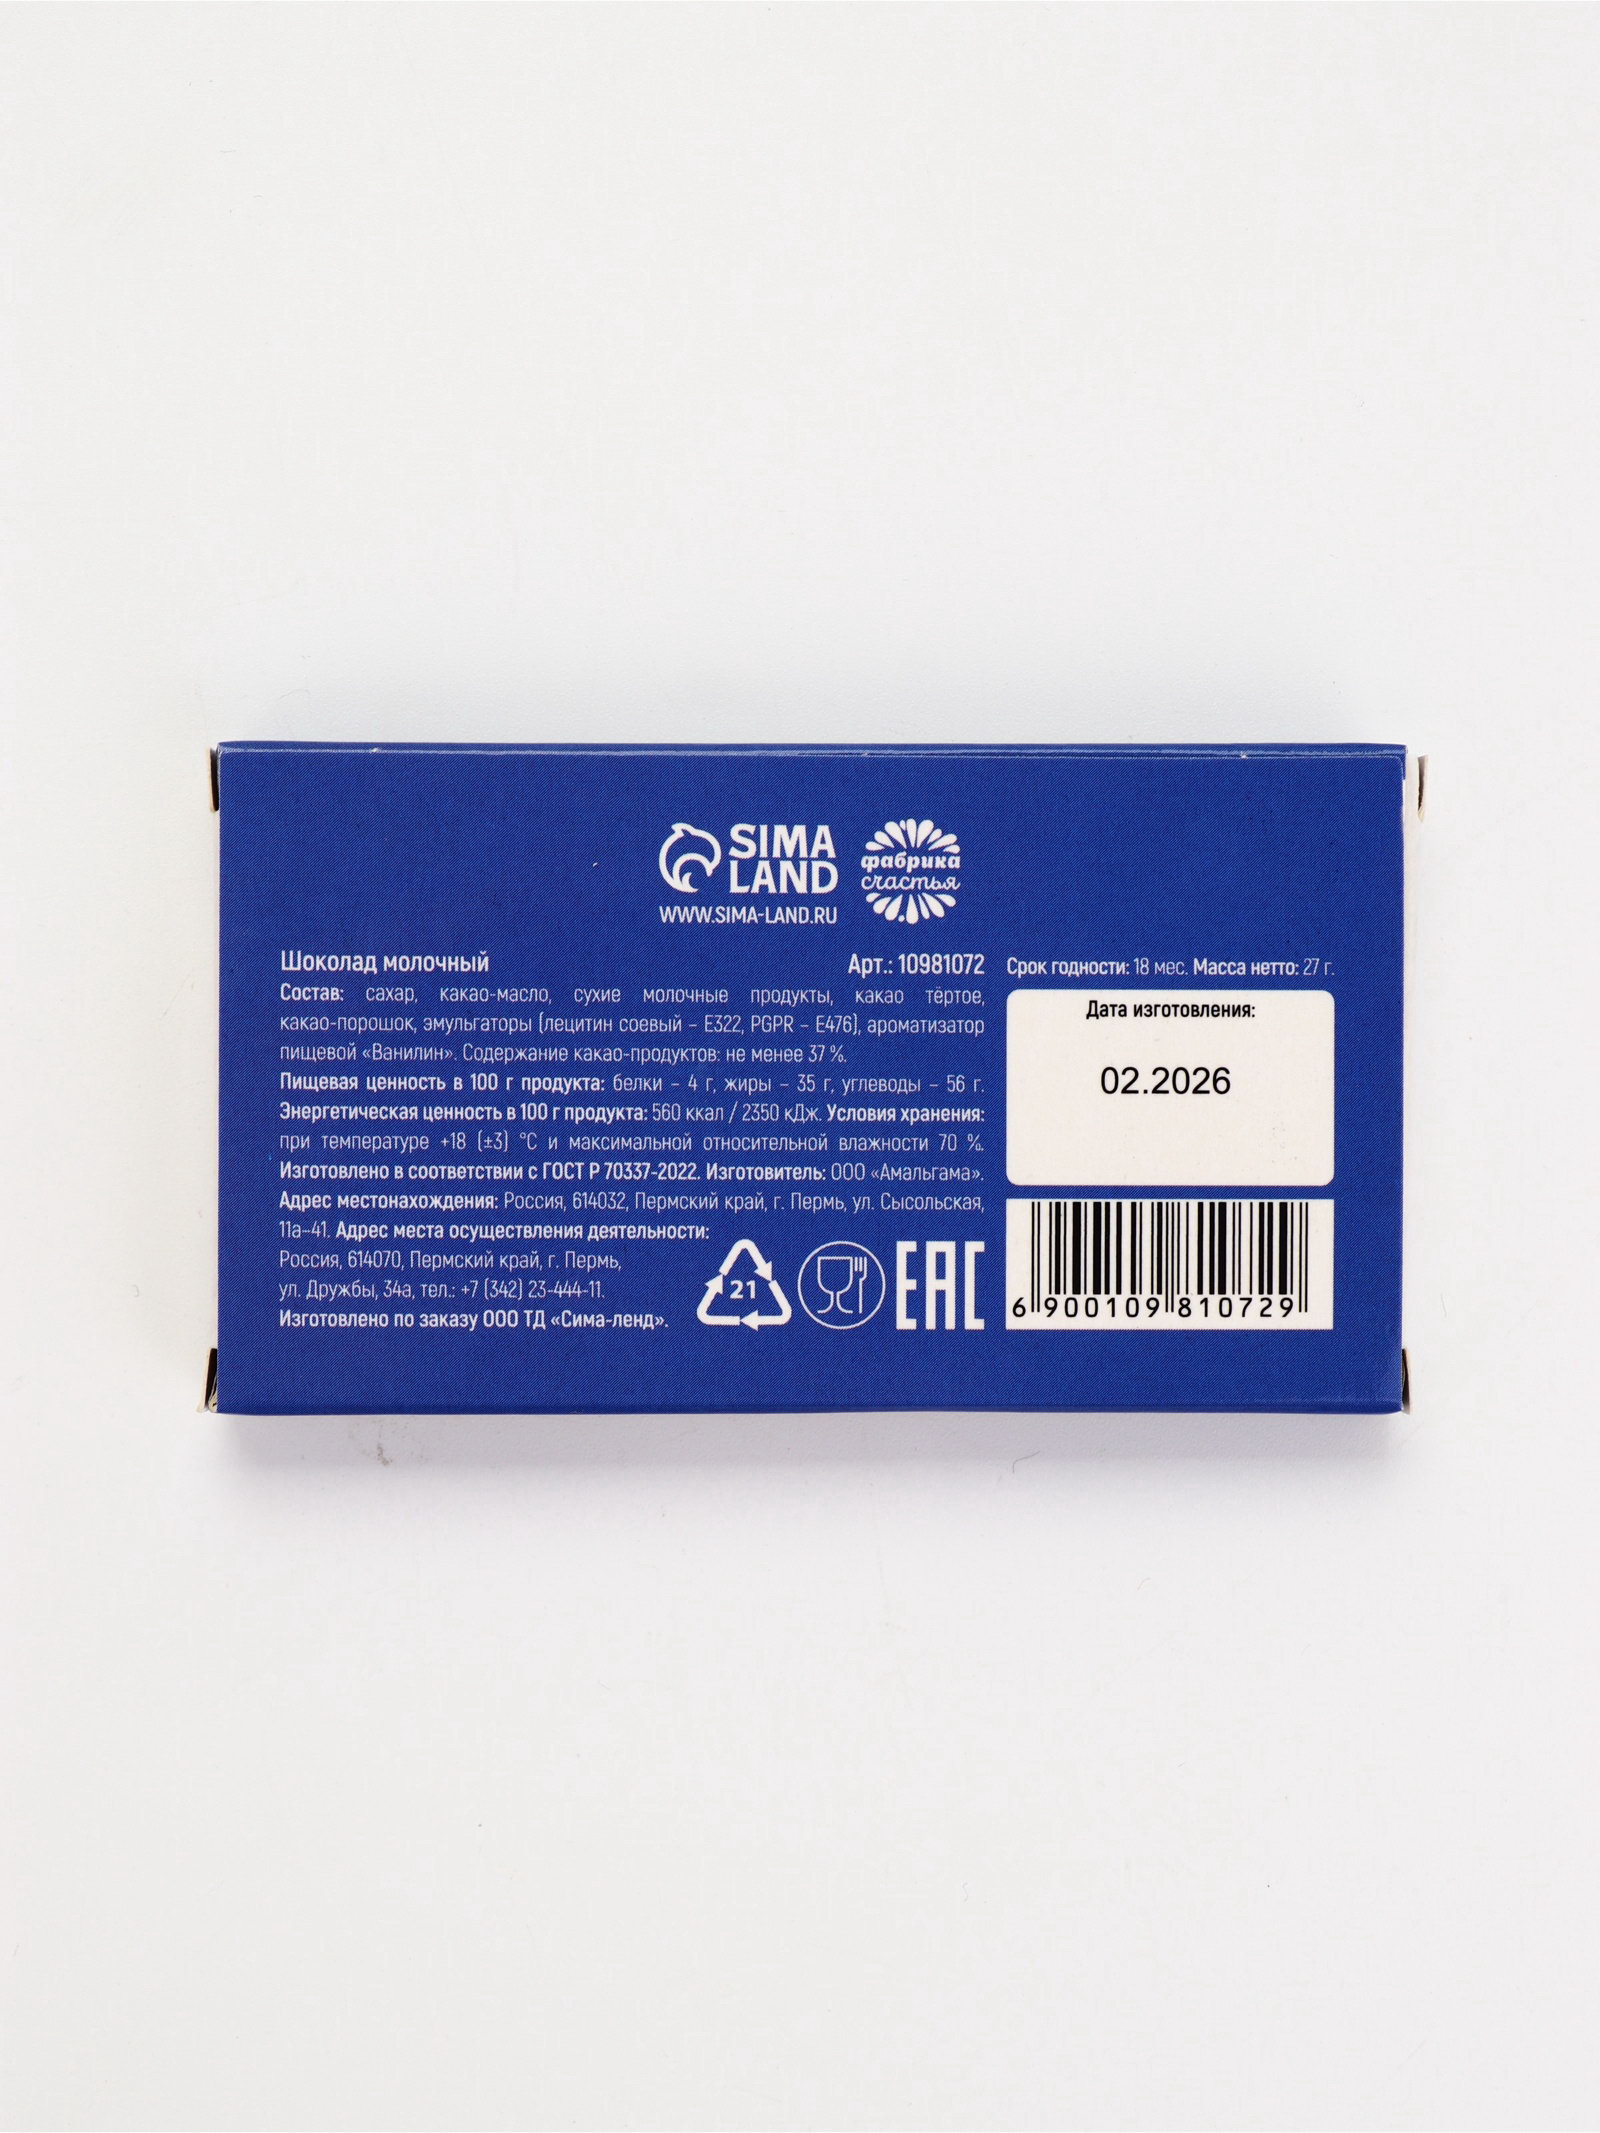 SIMA
LAND
WWW.SIMA-LAND.RU
фабрика
счастья
Шоколад молочный
Арт.: 10981072
Состав: сахар, какао-масло, сухие молочные продукты, какао тёртое,
какао-порошок, эмульгаторы (лецитин соевый – Е322, PGPR – Е476), ароматизатор
пищевой «Ванилин». Содержание какао-продуктов: не менее 37 %.
Пищевая ценность в 100 г продукта: белки – 4 г, жиры – 35 г, углеводы – 56 г.
Энергетическая ценность в 100 г продукта: 560 ккал / 2350 кДж. Условия хранения:
при температуре +18 (±3) °С и максимальной относительной влажности 70 %.
Изготовлено в соответствии с ГОСТ Р 70337-2022. Изготовитель: ООО «Амальгама».
Адрес местонахождения: Россия, 614032, Пермский край, г. Пермь, ул. Сысольская,
11а–41. Адрес места осуществления деятельности:
Россия, 614070, Пермский край, г. Пермь,
ул. Дружбы, 34а, тел.: +7 (342) 23-444-11.
Изготовлено по заказу ООО ТД «Сима-ленд».
21
EAC
Срок годности: 18 мес. Масса нетто: 27 г.
Дата изготовления:
02.2026
6 900109 810729